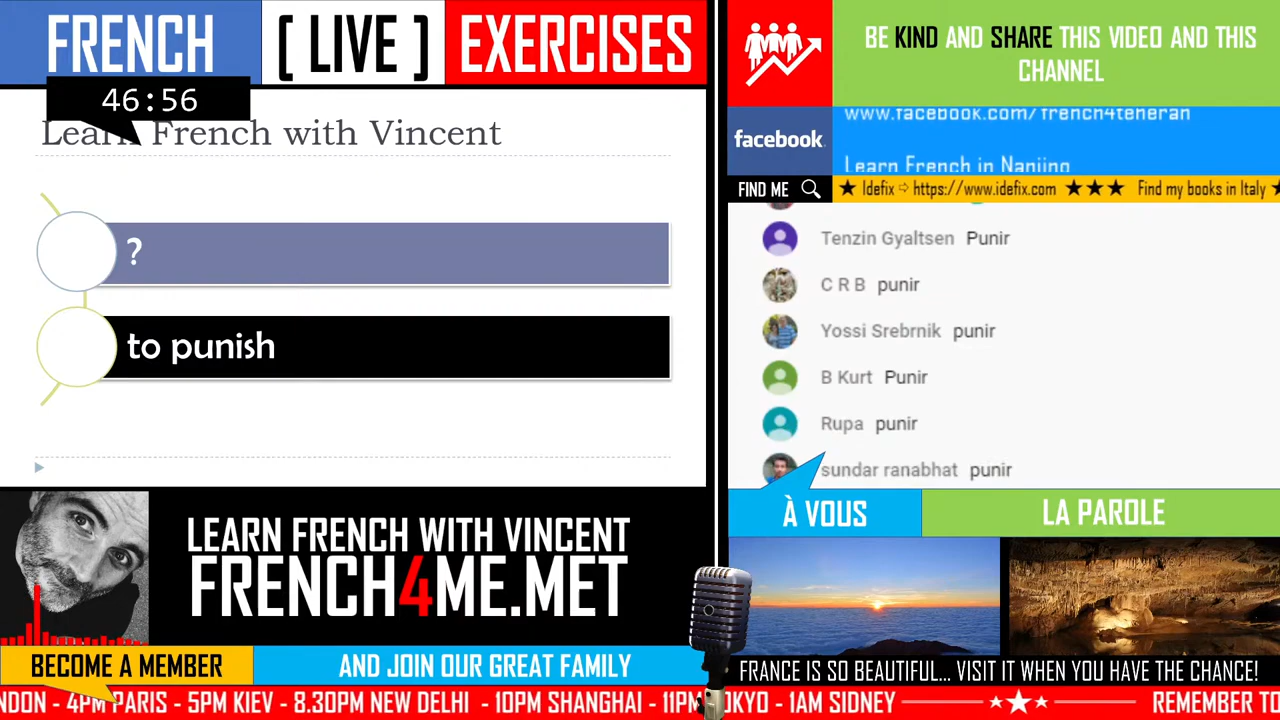 FRENCH
[ LIVE ]
EXERCISES
46:56
Learn French with Vincent
?
to punish
LEARN FRENCH WITH VINCENT
FRENCH4ME.MET
BECOME A MEMBER
AND JOIN OUR GREAT FAMILY
BE KIND AND SHARE THIS VIDEO AND THIS
CHANNEL
facebook
www.facebook.com/french4teheran
Learn French in Nanjing
FIND ME
★ Idefix ⇨ https://www.idefix.com ★★★ Find my books in Italy ★
Tenzin Gyaltsen Punir
C R B punir
Yossi Srebrnik punir
B Kurt Punir
Rupa punir
sundar ranabhat punir
À VOUS
LA PAROLE
FRANCE IS SO BEAUTIFUL... VISIT IT WHEN YOU HAVE THE CHANCE!
NDON - 4PM PARIS - 5PM KIEV - 8.30PM NEW DELHI - 10PM SHANGHAI - 11PM OKYO - 1AM SIDNEY ★★★ REMEMBER TO